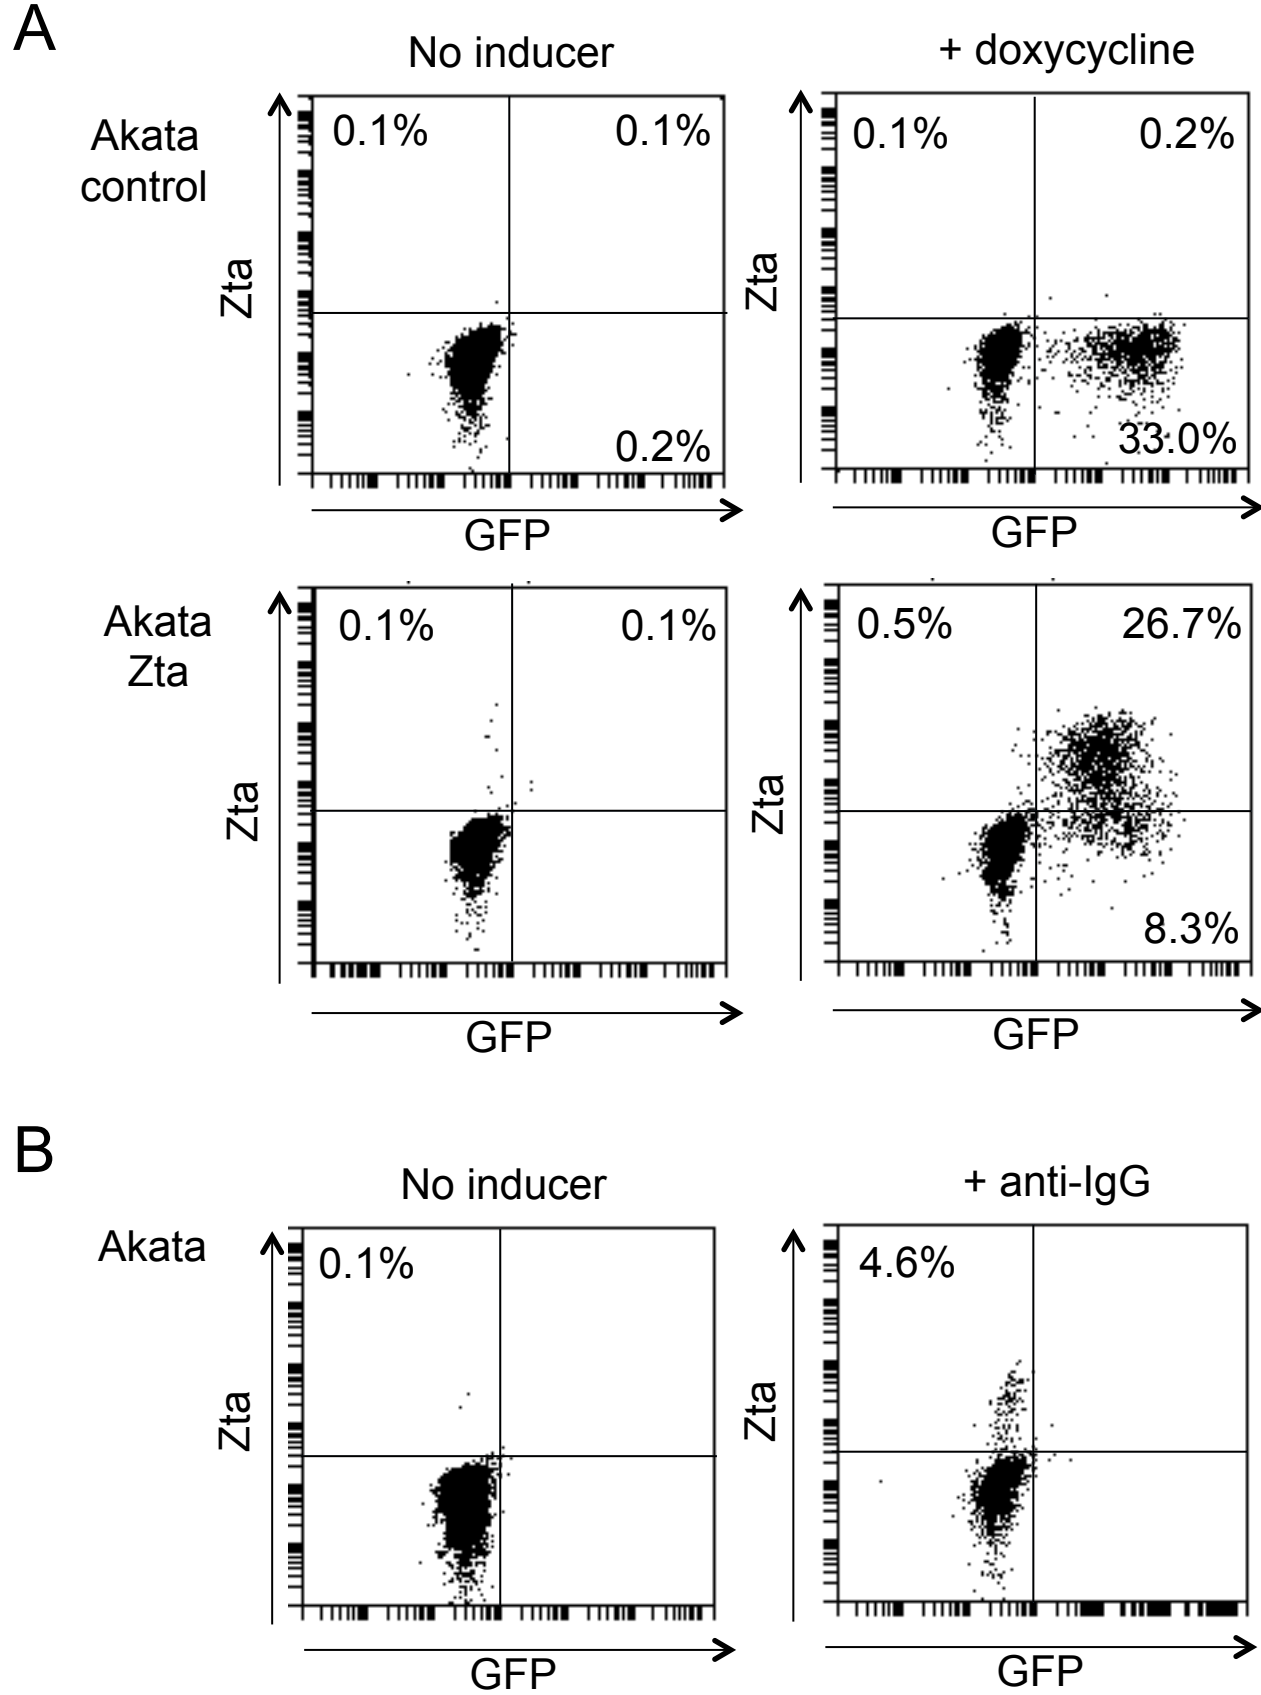 A
No inducer
+ doxycycline
Akata
control
0.1%
0.1%
0.1%
0.2%
Zta
Zta
0.2%
33.0%
GFP
GFP
Akata
Zta
0.1%
0.1%
0.5%
26.7%
Zta
Zta
8.3%
GFP
GFP
B
No inducer
+ anti-IgG
Akata
0.1%
4.6%
Zta
Zta
GFP
GFP